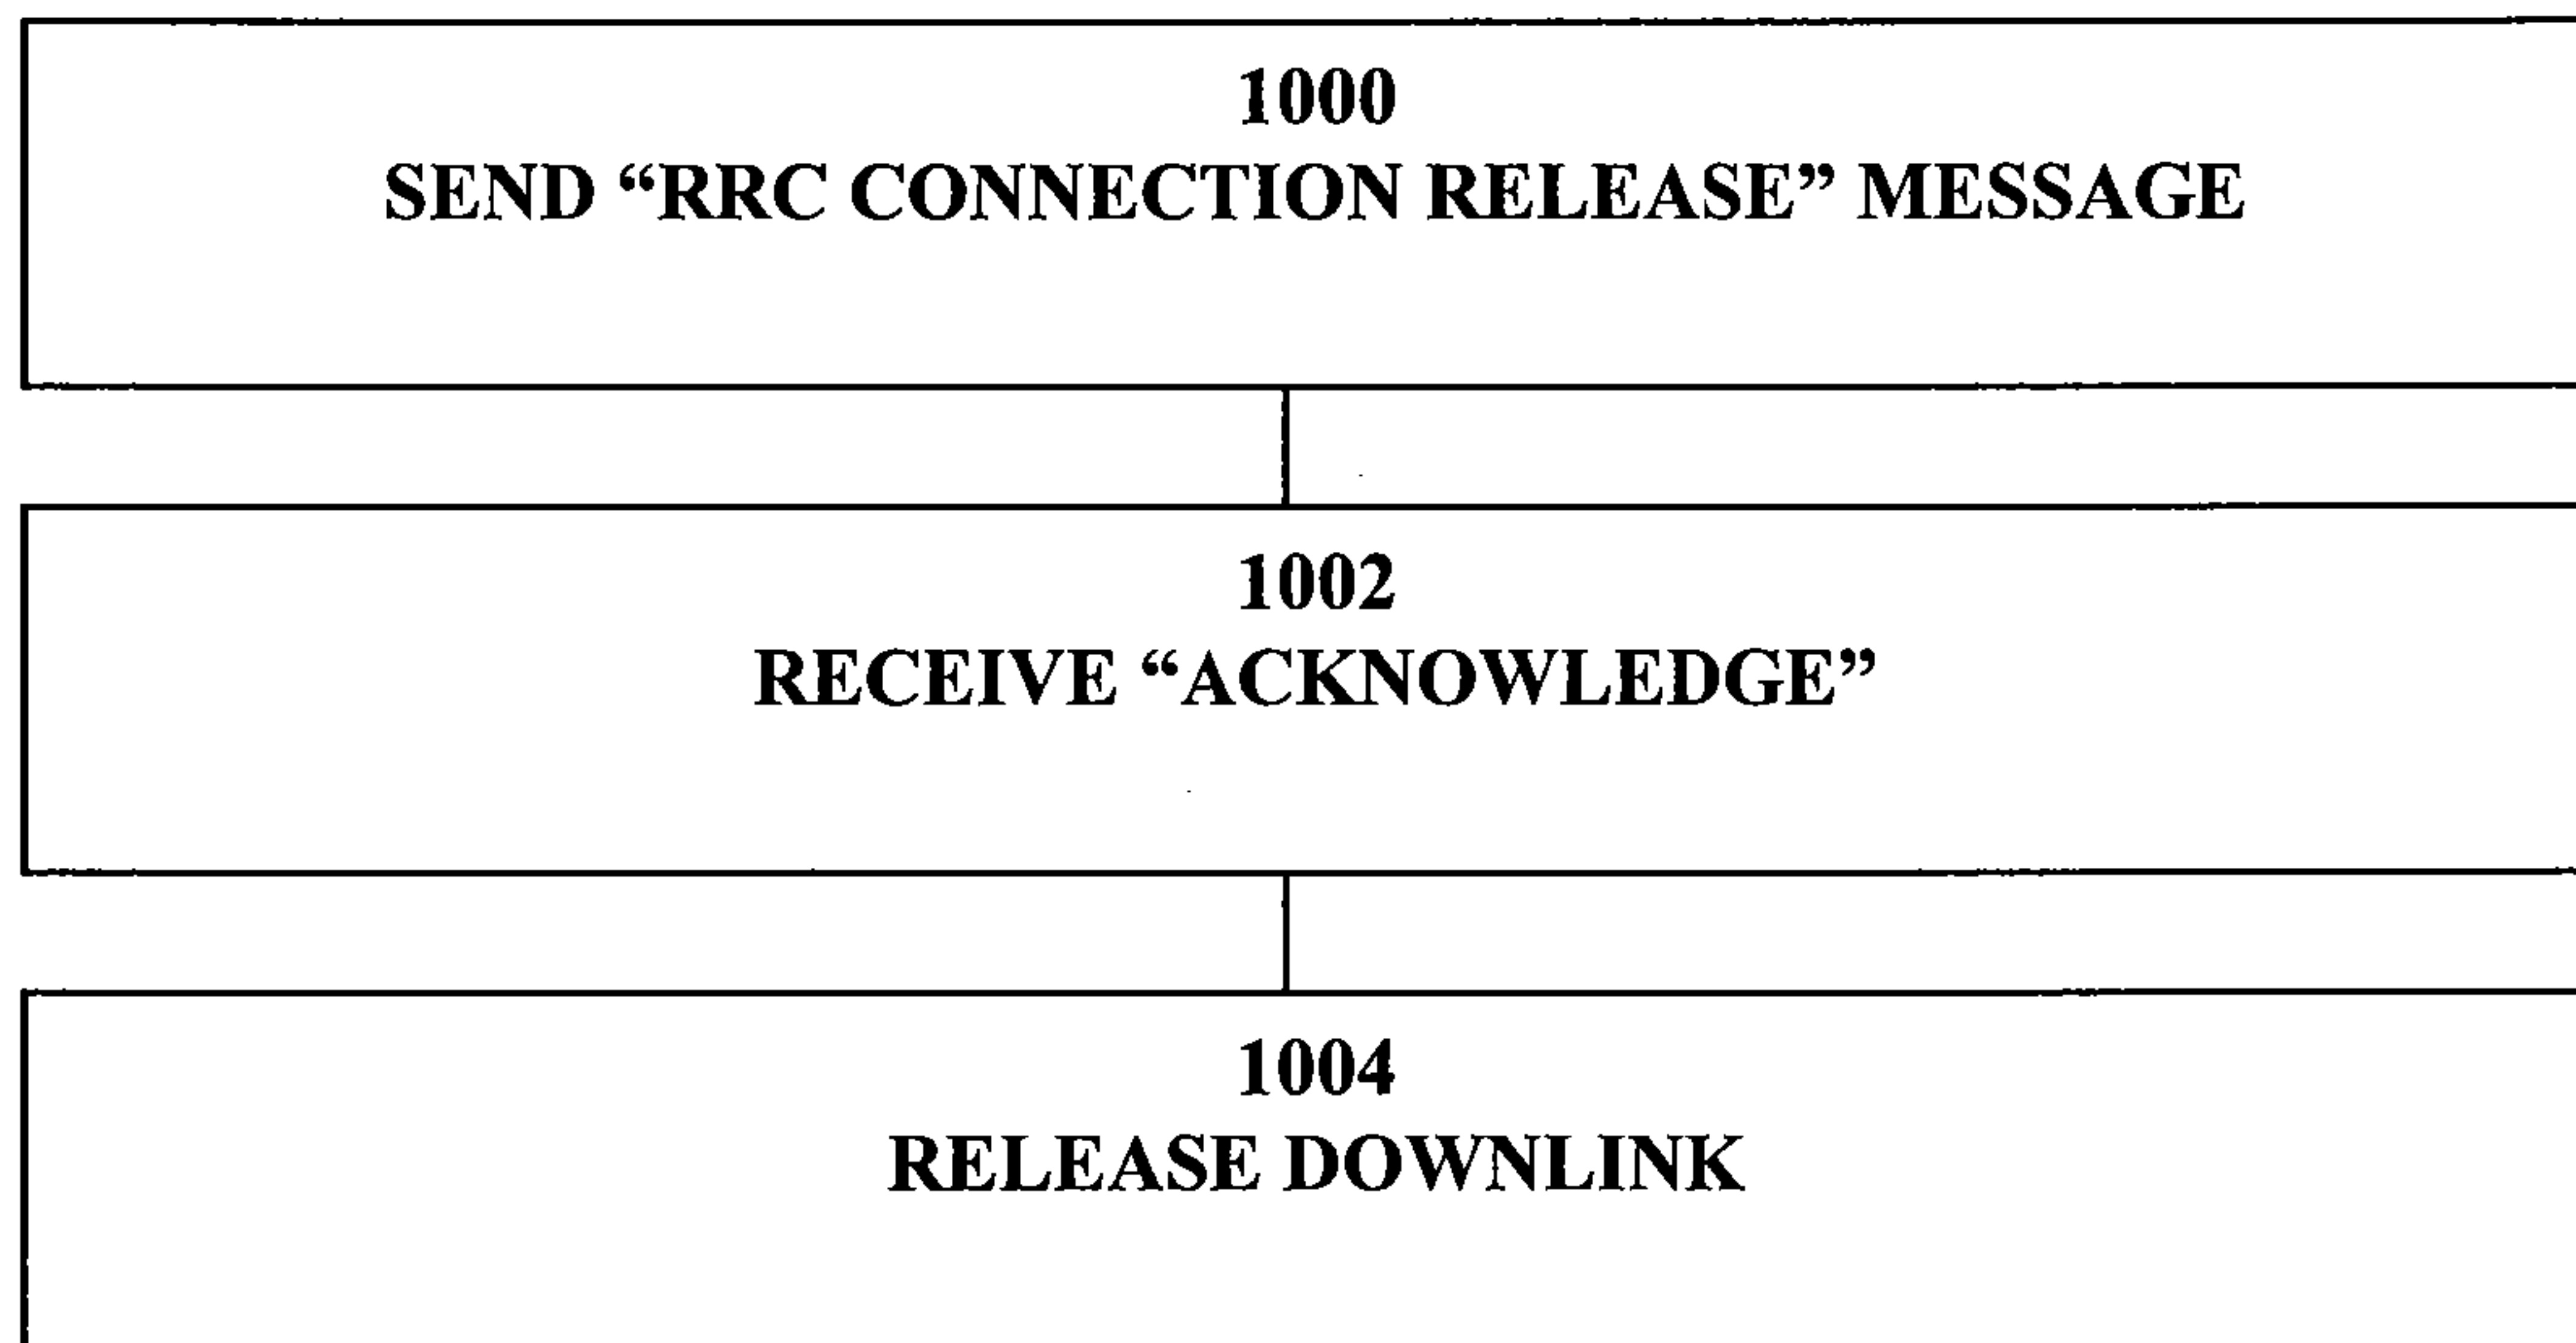 1000
SEND “RRC CONNECTION RELEASE” MESSAGE
1002
RECEIVE “ACKNOWLEDGE”
1004
RELEASE DOWNLINK